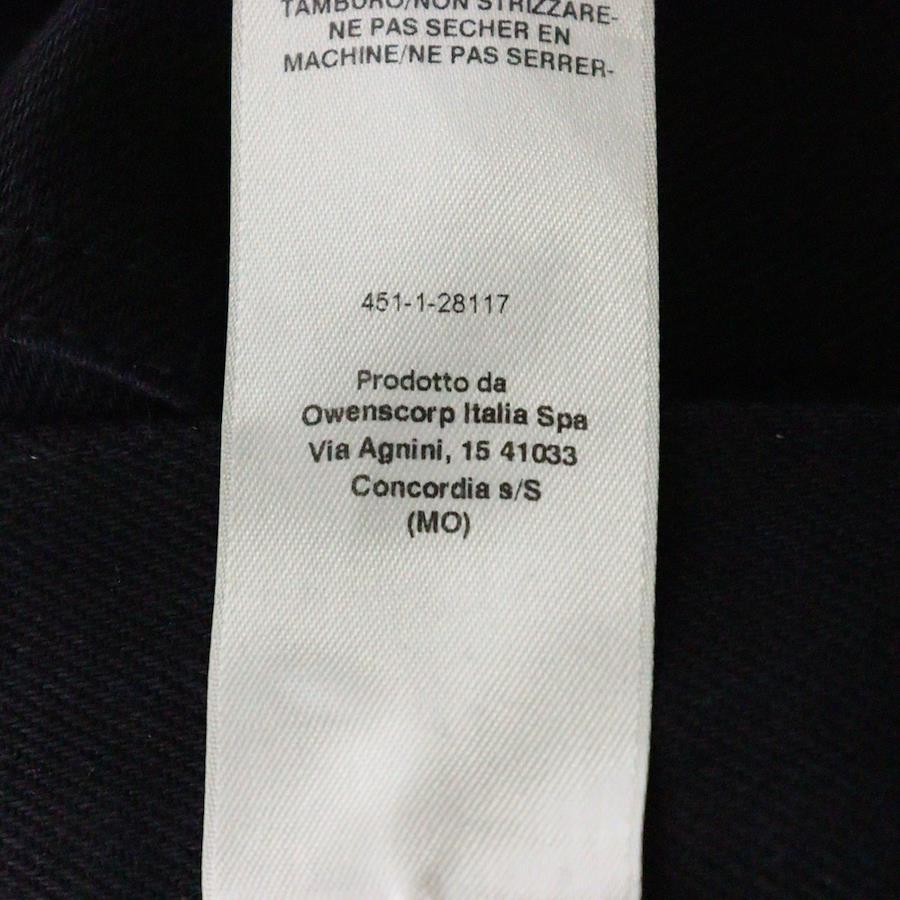 TAMBURO/NON STRIZZARE-
NE PAS SECHER EN
MACHINE/NE PAS SERRER-
451-1-28117
Prodotto da
Owenscorp Italia Spa
Via Agnini, 15 41033
Concordia s/S
(MO)